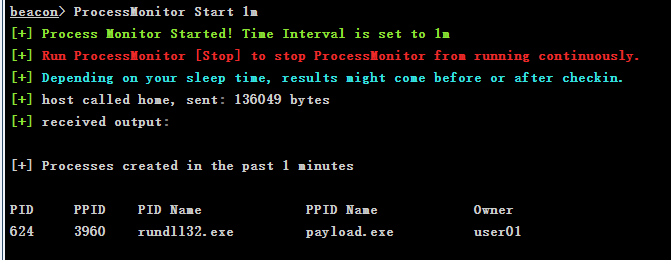 beacon> ProcessMonitor Start 1m
[+] Process Monitor Started! Time Interval is set to 1m
[+] Run ProcessMonitor [Stop] to stop ProcessMonitor from running continuously.
[+] Depending on your sleep time, results might come before or after checkin.
[+] host called home, sent: 136049 bytes
[+] received output:
[+] Processes created in the past 1 minutes
PID PPID PID Name PPID Name Owner
624 3960 rundll32.exe payload.exe user01